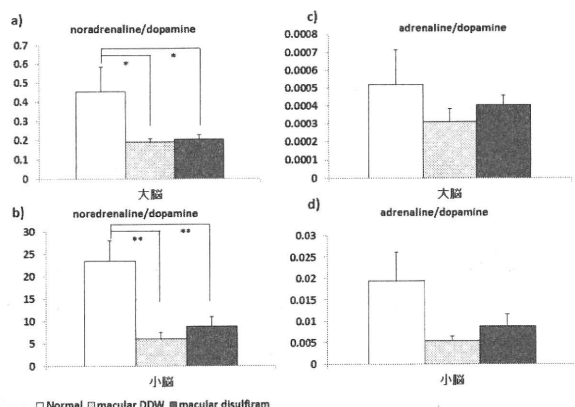 a)
noradrenaline/dopamine
0.7
0.6
0.5
0.4
0.3
0.2
0.1
0
*
*
大脳
b)
noradrenaline/dopamine
30
25
20
15
10
5
0
**
**
小脳
c)
adrenaline/dopamine
0.0008
0.0007
0.0006
0.0005
0.0004
0.0003
0.0002
0.0001
0
大脳
d)
adrenaline/dopamine
0.03
0.025
0.02
0.015
0.01
0.005
0
小脳
Normal macular DDW macular disulfiram